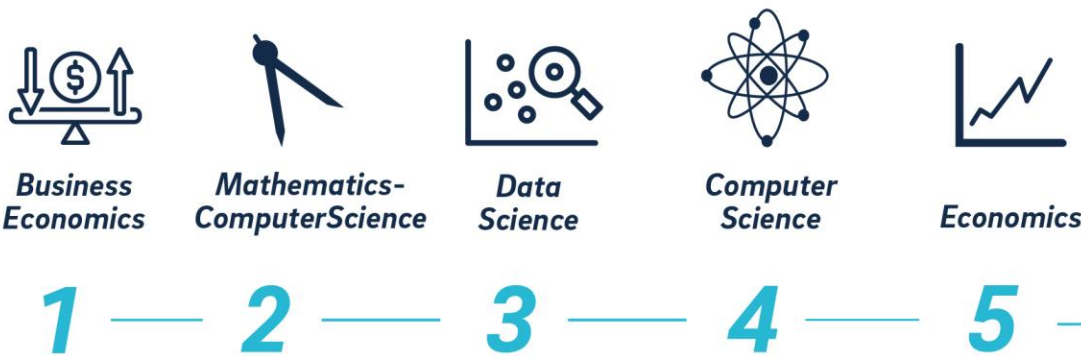 $
Business
Economics
Mathematics-
ComputerScience
Data
Science
Computer
Science
Economics
1
2
3
4
5